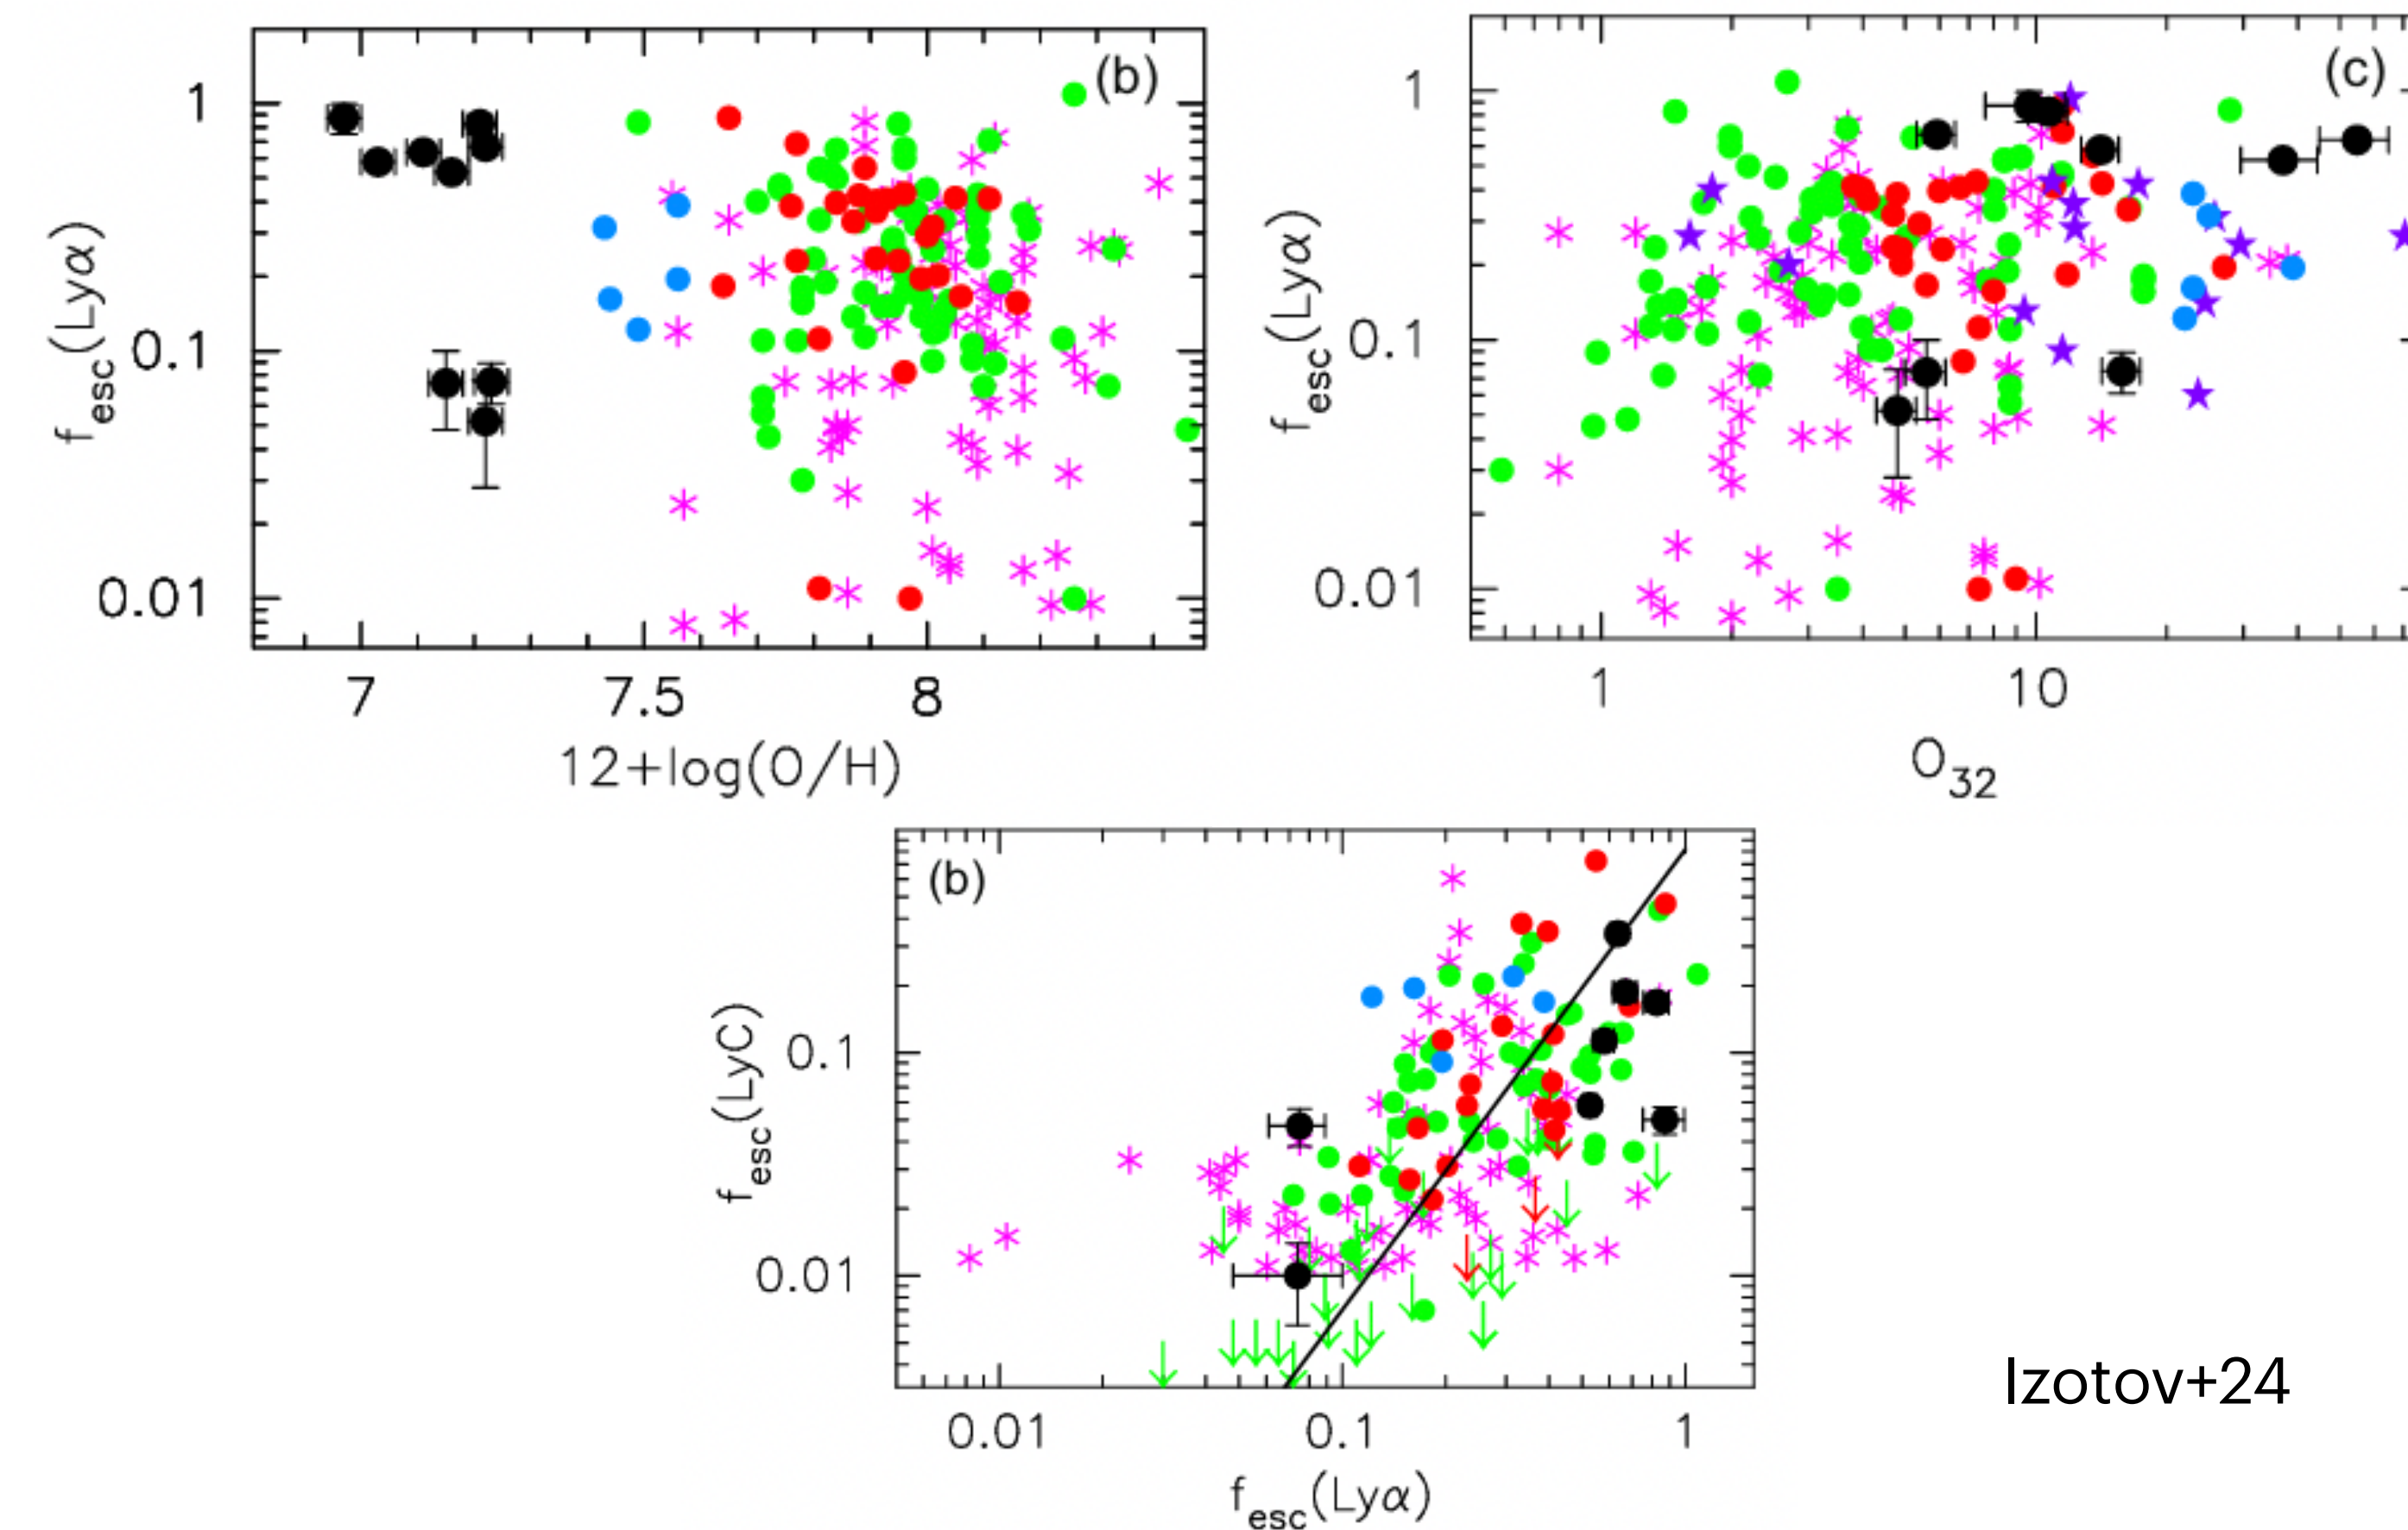 (b)
1
0.1
0.01
f_esc(Lyα)
7 7.5 8
12+log(O/H)
(c)
1
0.1
0.01
f_esc(Lyα)
1 10
O_32
(b)
0.1
0.01
f_esc(LyC)
0.01 0.1 1
f_esc(Lyα)
Izotov+24